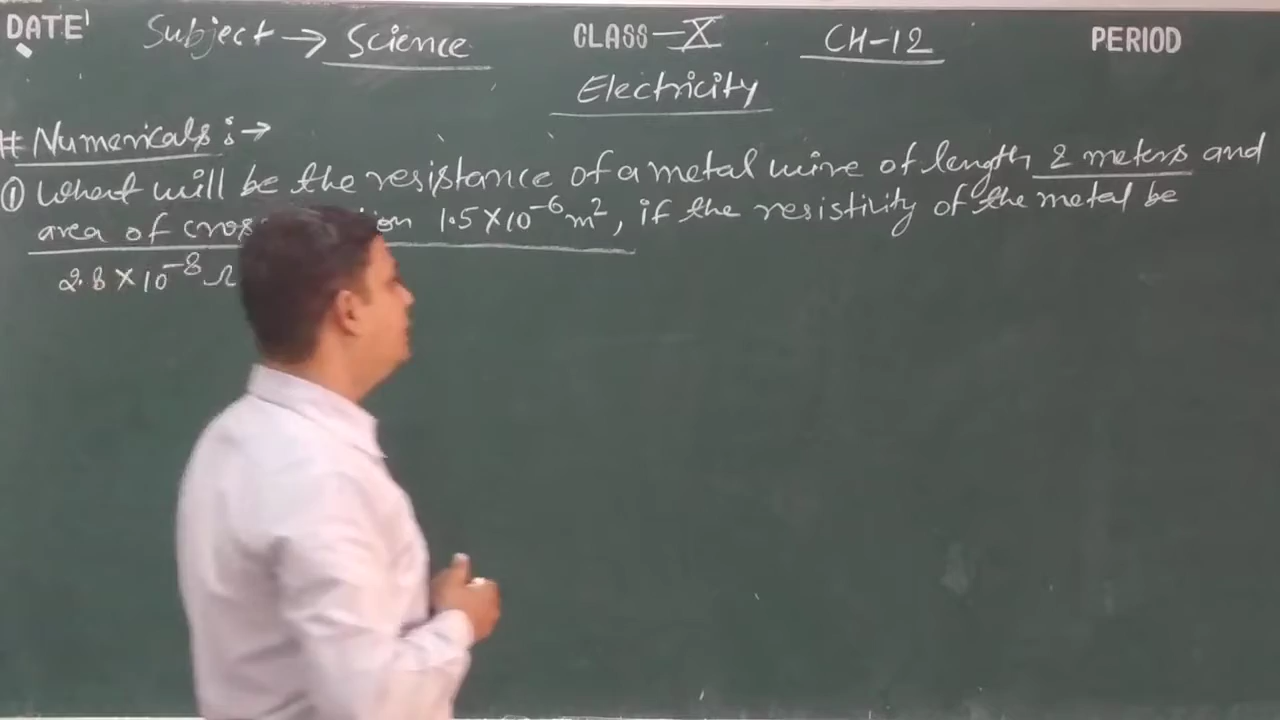 DATE Subject → Science CLASS - X CH-12 PERIOD
Electricity
# Numericals :→
① What will be the resistance of a metal wire of length 2 meters and
area of on 1.5×10⁻⁶ m², if the resistivity of the metal be
2.8 × 10⁻⁸ Ω